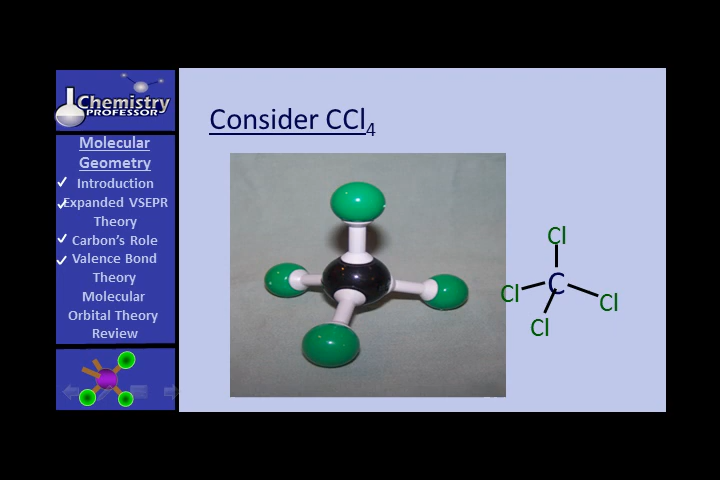 Chemistry
PROFESSOR
Molecular
Geometry
Introduction
Expanded VSEPR
Theory
Carbon's Role
Valence Bond
Theory
Molecular
Orbital Theory
Review
Consider CCl4
Cl
C
Cl
Cl
Cl